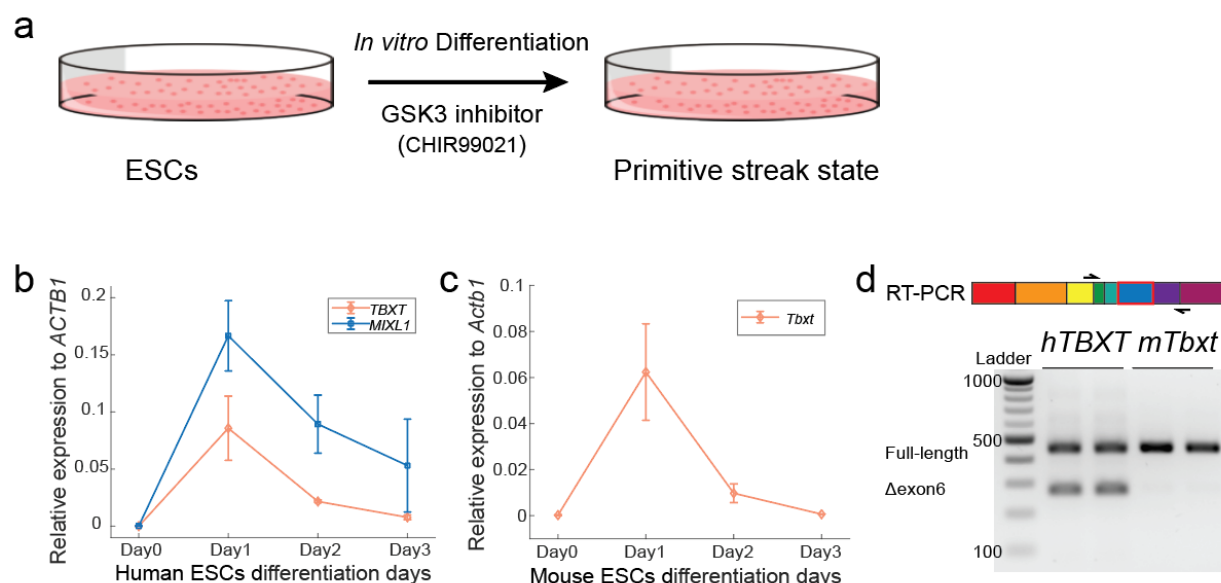 a
In vitro Differentiation
GSK3 inhibitor
(CHIR99021)
ESCs
Primitive streak state
b
Relative expression to ACTB1
0.2
0.15
0.1
0.05
0
TBXT
MIXL1
Day0 Day1 Day2 Day3
Human ESCs differentiation days
c
Relative expression to Actb1
0.1
0.08
0.06
0.04
0.02
0
Tbxt
Day0 Day1 Day2 Day3
Mouse ESCs differentiation days
d
RT-PCR
hTBXT mTbxt
Ladder
1000
500
Full-length
Δexon6
100